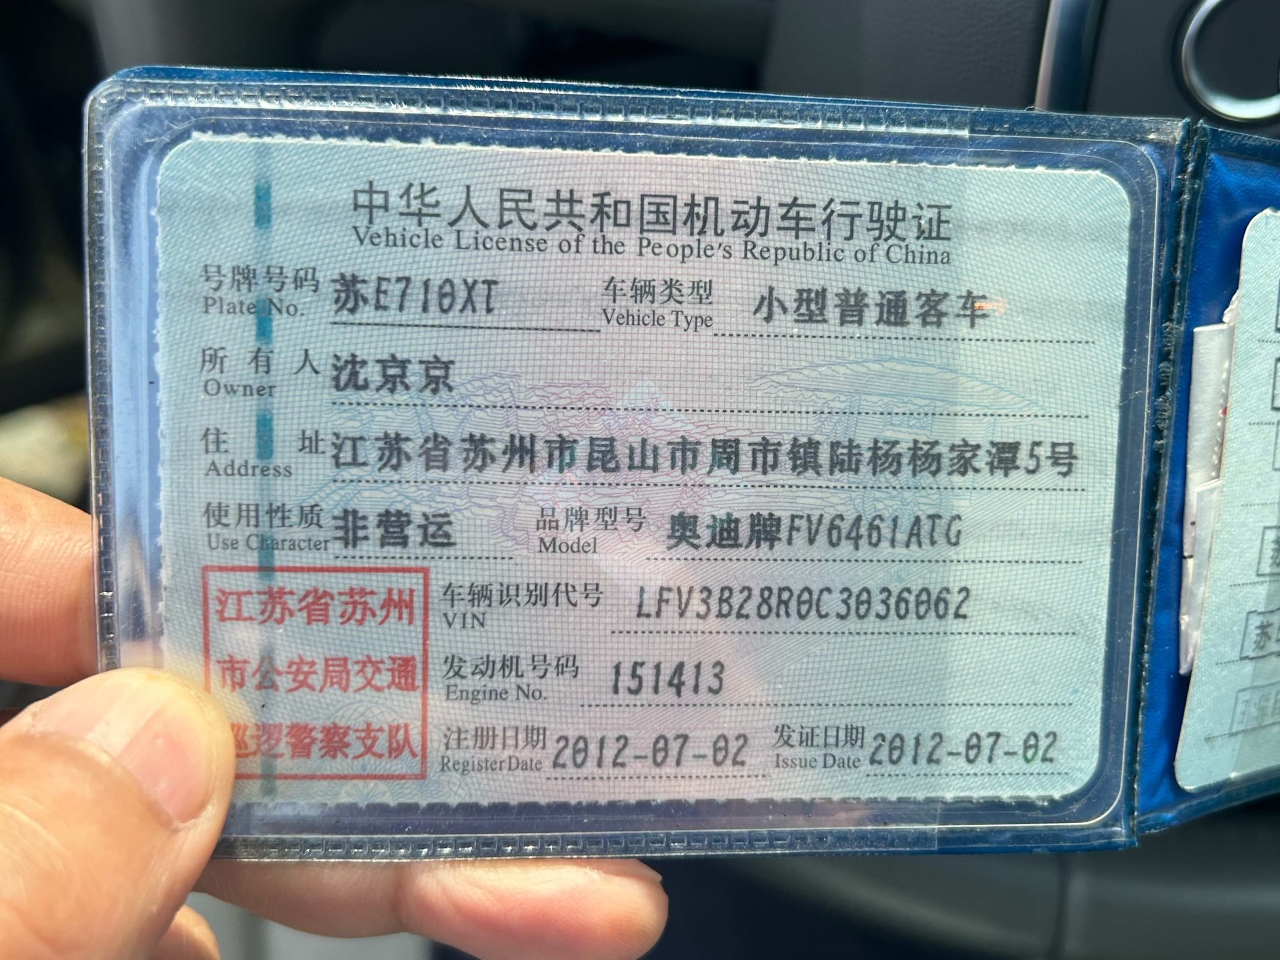 中华人民共和国机动车行驶证
Vehicle License of the People's Republic of China
号牌号码 苏E710XT 车辆类型 小型普通客车
Plate No. Vehicle Type
所有人 沈京京
Owner
住址 江苏省苏州市昆山市周市镇陆杨杨家潭5号
Address
使用性质 非营运 品牌型号 奥迪牌FV6461ATG
Use Character Model
江苏省苏州
市公安局交通
巡逻警察支队
车辆识别代号 LFV3B28R0C3036062
VIN
发动机号码 151413
Engine No.
注册日期 2012-07-02 发证日期 2012-07-02
Register Date Issue Date
苏